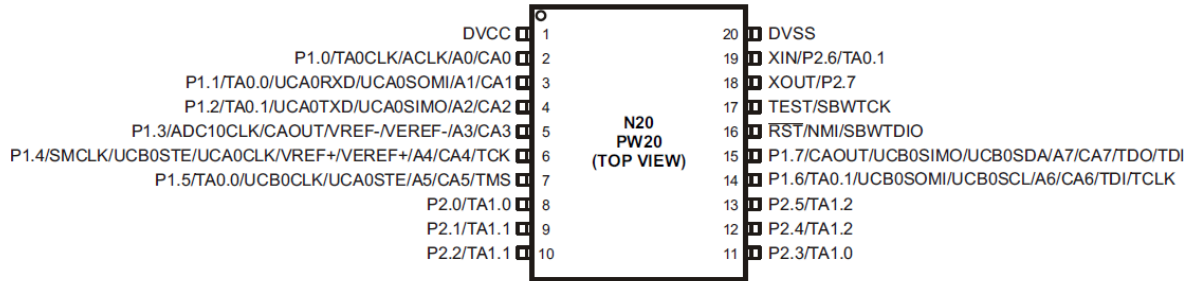 DVCC 1
P1.0/TA0CLK/ACLK/A0/CA0 2
P1.1/TA0.0/UCA0RXD/UCA0SOMI/A1/CA1 3
P1.2/TA0.1/UCA0TXD/UCA0SIMO/A2/CA2 4
P1.3/ADC10CLK/CAOUT/VREF-/VEREF-/A3/CA3 5
P1.4/SMCLK/UCB0STE/UCA0CLK/VREF+/VEREF+/A4/CA4/TCK 6
P1.5/TA0.0/UCB0CLK/UCA0STE/A5/CA5/TMS 7
P2.0/TA1.0 8
P2.1/TA1.1 9
P2.2/TA1.1 10
N20
PW20
(TOP VIEW)
20 DVSS
19 XIN/P2.6/TA0.1
18 XOUT/P2.7
17 TEST/SBWTCK
16 RST/NMI/SBWTDIO
15 P1.7/CAOUT/UCB0SIMO/UCB0SDA/A7/CA7/TDO/TDI
14 P1.6/TA0.1/UCB0SOMI/UCB0SCL/A6/CA6/TDI/TCLK
13 P2.5/TA1.2
12 P2.4/TA1.2
11 P2.3/TA1.0